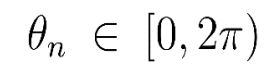 θ_n ∈ [0, 2π)